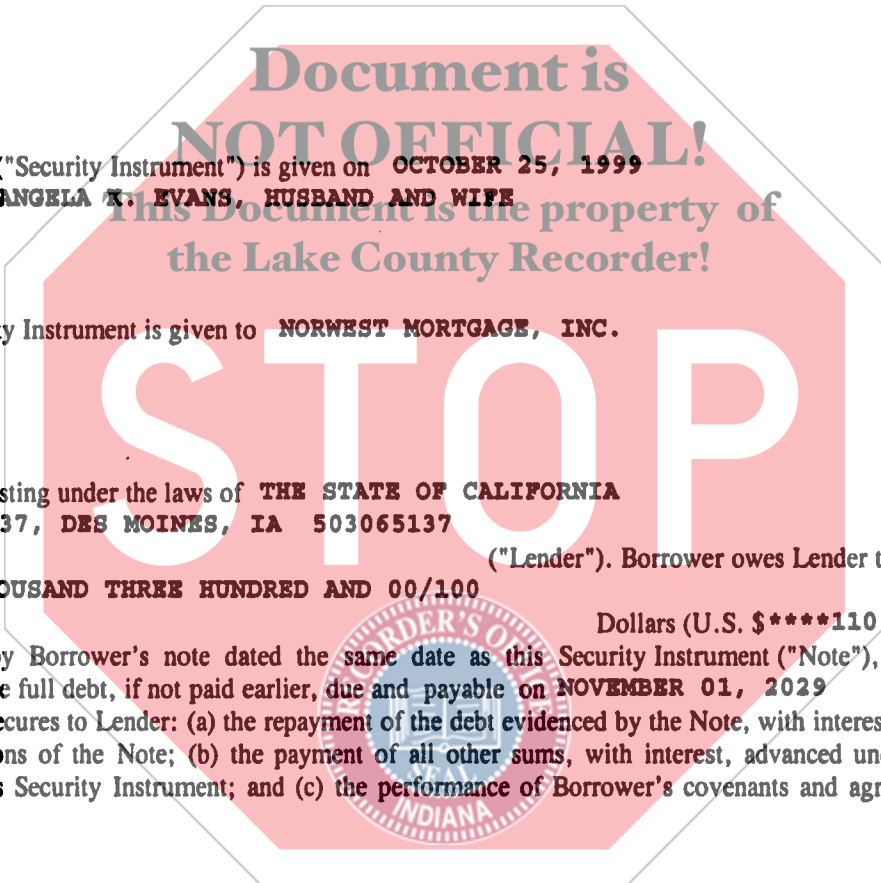 Document is
NOT OFFICIAL!
("Security Instrument") is given on OCTOBER 25, 1999
ANGELA K. EVANS, HUSBAND AND WIFE
This Document is the property of
the Lake County Recorder!
y Instrument is given to NORWEST MORTGAGE, INC.
STOP
sting under the laws of THE STATE OF CALIFORNIA
37, DES MOINES, IA 503065137
("Lender"). Borrower owes Lender t
OUSAND THREE HUNDRED AND 00/100
Dollars (U.S. $****110
y Borrower's note dated the same date as this Security Instrument ("Note"),
e full debt, if not paid earlier, due and payable on NOVEMBER 01, 2029
ecures to Lender: (a) the repayment of the debt evidenced by the Note, with interes
ons of the Note; (b) the payment of all other sums, with interest, advanced un
s Security Instrument; and (c) the performance of Borrower's covenants and agr
RECORDER'S OFFICE
SEAL
INDIANA